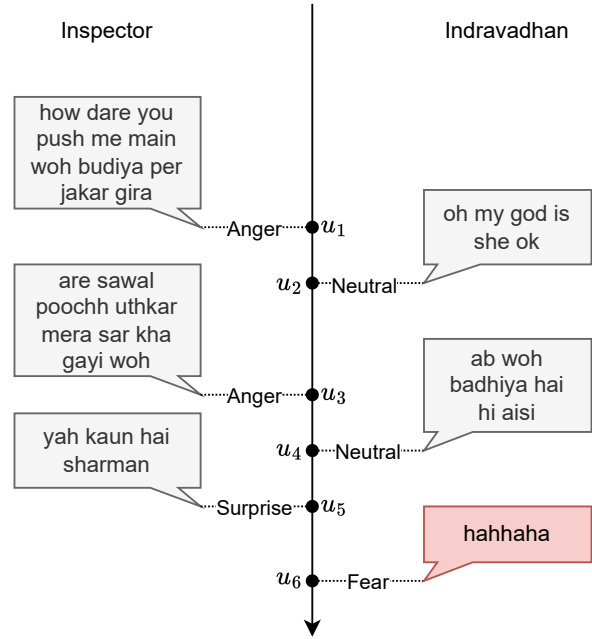 Inspector
Indravadhan
how dare you
push me main
woh budiya per
jakar gira
Anger
u1
oh my god is
she ok
u2
Neutral
are sawal
poochh uthkar
mera sar kha
gayi woh
Anger
u3
ab woh
badhiya hai
hi aisi
u4
Neutral
yah kaun hai
sharman
Surprise
u5
hahhaha
u6
Fear